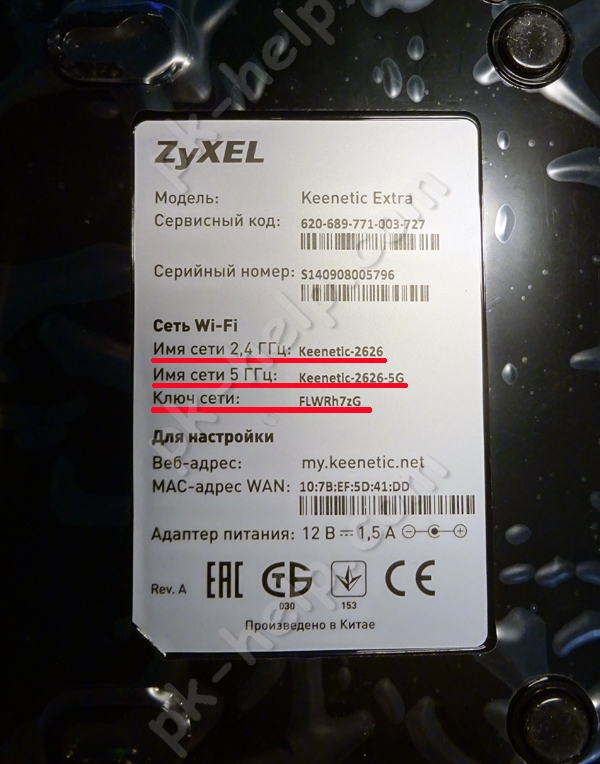 ZyXEL
Модель: Keenetic Extra
Сервисный код: 620-689-771-003-727
Серийный номер: S140908005796
Сеть Wi-Fi
Имя сети 2,4 ГГц: Keenetic-2626
Имя сети 5 ГГц: Keenetic-2626-5G
Ключ сети: FLWRh7zG
Для настройки
Веб-адрес: my.keenetic.net
MAC-адрес WAN: 10:7B:EF:5D:41:DD
Адаптер питания: 12 В 1,5 А
Rev. A EAC СТБ CE
030 153
Произведено в Китае
pk-help.com